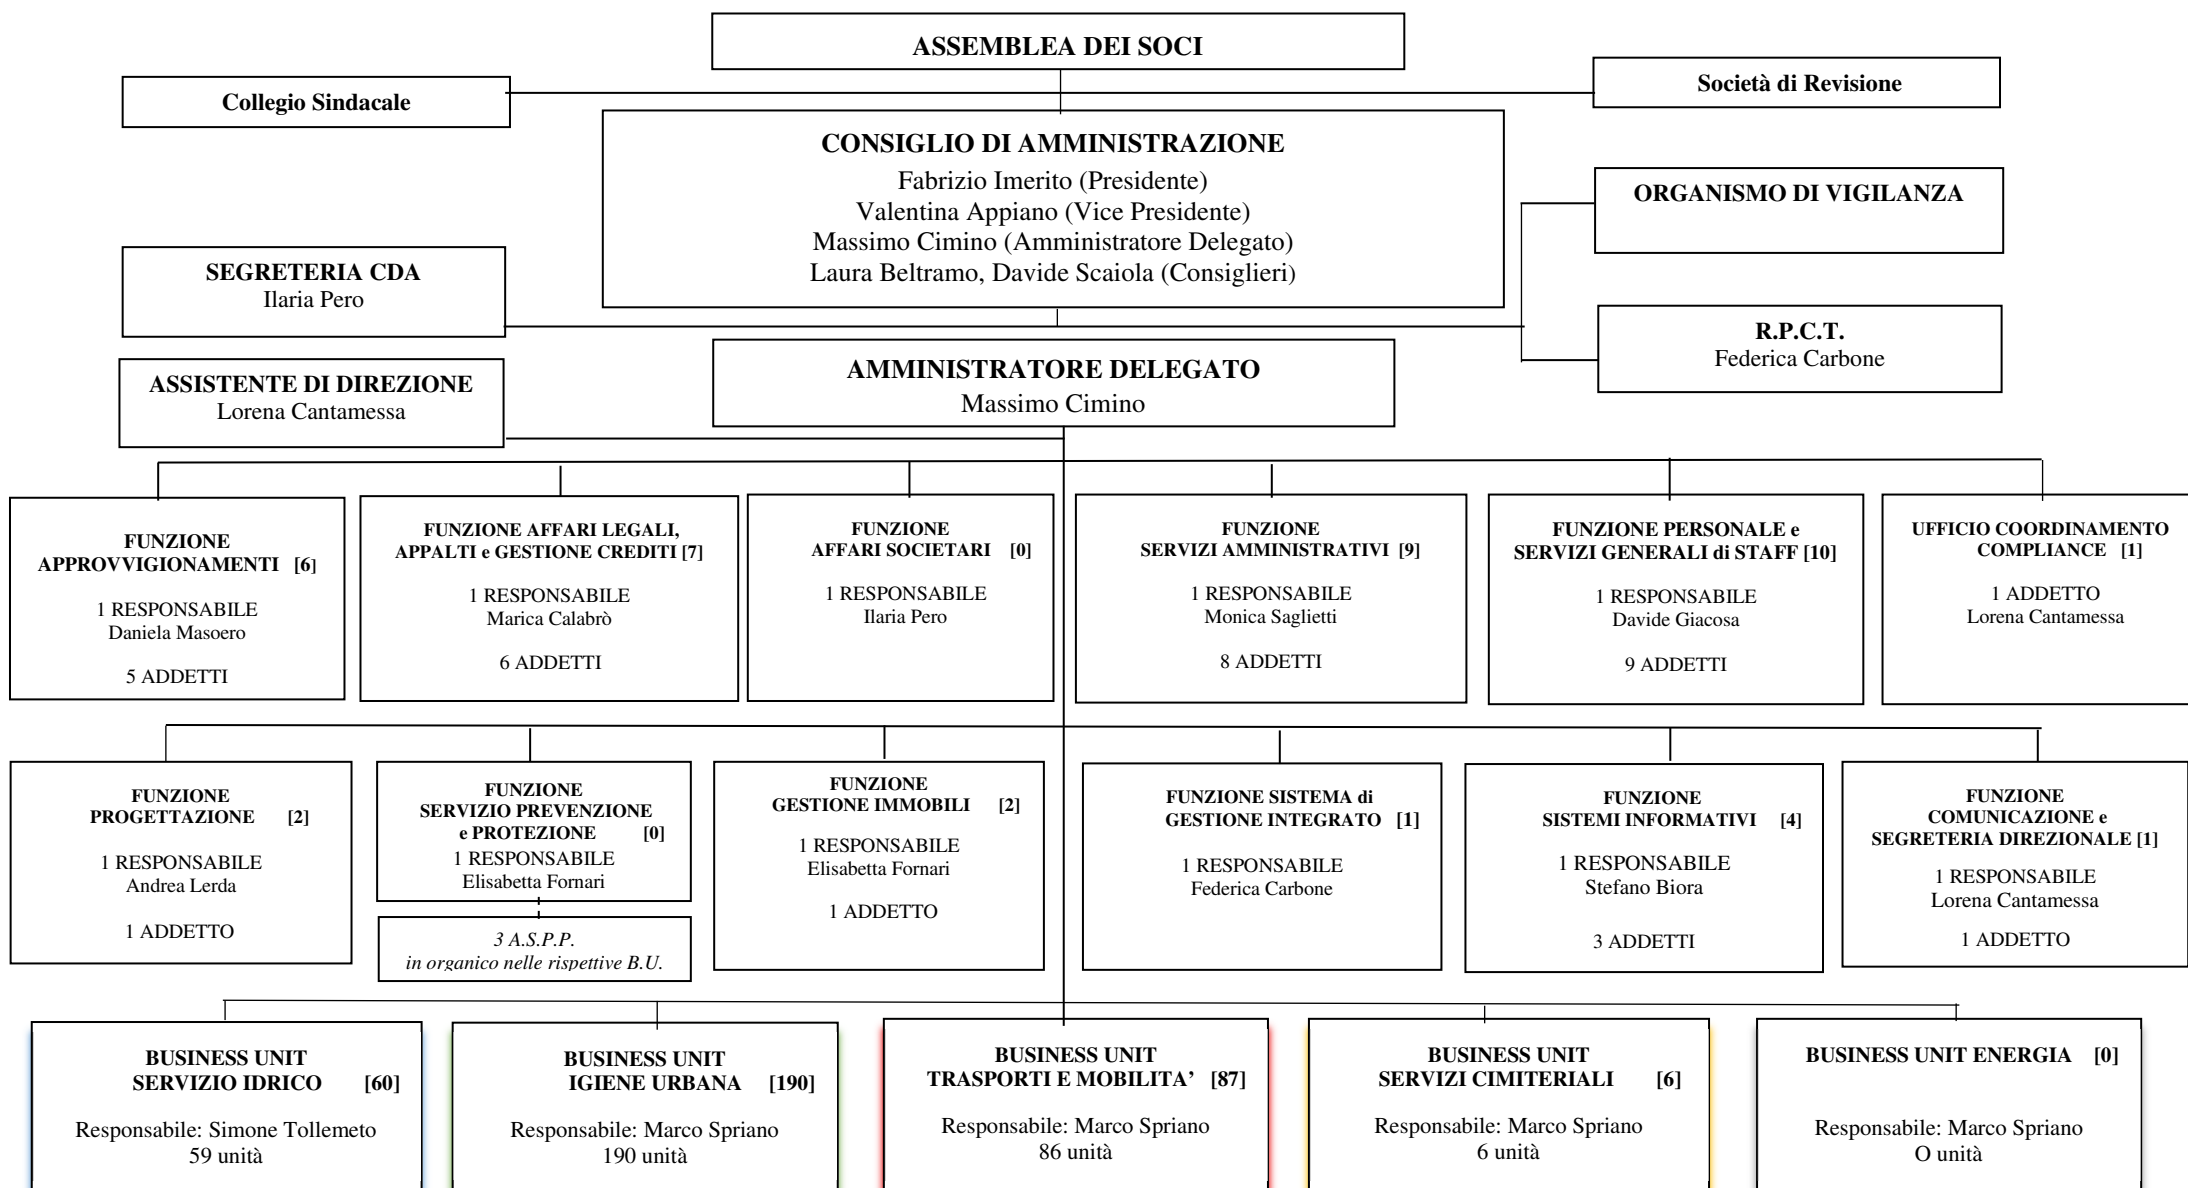 ASSEMBLEA DEI SOCI
Collegio Sindacale
Società di Revisione
CONSIGLIO DI AMMINISTRAZIONE
Fabrizio Imerito (Presidente)
Valentina Appiano (Vice Presidente)
Massimo Cimino (Amministratore Delegato)
Laura Beltramo, Davide Scaiola (Consiglieri)
ORGANISMO DI VIGILANZA
SEGRETERIA CDA
Ilaria Pero
R.P.C.T.
Federica Carbone
ASSISTENTE DI DIREZIONE
Lorena Cantamessa
AMMINISTRATORE DELEGATO
Massimo Cimino
FUNZIONE
APPROVVIGIONAMENTI [6]
1 RESPONSABILE
Daniela Masoero
5 ADDETTI
FUNZIONE AFFARI LEGALI,
APPALTI e GESTIONE CREDITI [7]
1 RESPONSABILE
Marica Calabrò
6 ADDETTI
FUNZIONE
AFFARI SOCIETARI [0]
1 RESPONSABILE
Ilaria Pero
FUNZIONE
SERVIZI AMMINISTRATIVI [9]
1 RESPONSABILE
Monica Saglietti
8 ADDETTI
FUNZIONE PERSONALE e
SERVIZI GENERALI di STAFF [10]
1 RESPONSABILE
Davide Giacosa
9 ADDETTI
UFFICIO COORDINAMENTO
COMPLIANCE [1]
1 ADDETTO
Lorena Cantamessa
FUNZIONE
PROGETTAZIONE [2]
1 RESPONSABILE
Andrea Lerda
1 ADDETTO
FUNZIONE
SERVIZIO PREVENZIONE
e PROTEZIONE [0]
1 RESPONSABILE
Elisabetta Fornari
3 A.S.P.P.
in organico nelle rispettive B.U.
FUNZIONE
GESTIONE IMMOBILI [2]
1 RESPONSABILE
Elisabetta Fornari
1 ADDETTO
FUNZIONE SISTEMA di
GESTIONE INTEGRATO [1]
1 RESPONSABILE
Federica Carbone
FUNZIONE
SISTEMI INFORMATIVI [4]
1 RESPONSABILE
Stefano Biora
3 ADDETTI
FUNZIONE
COMUNICAZIONE e
SEGRETERIA DIREZIONALE [1]
1 RESPONSABILE
Lorena Cantamessa
1 ADDETTO
BUSINESS UNIT
SERVIZIO IDRICO [60]
Responsabile: Simone Tollemeto
59 unità
BUSINESS UNIT
IGIENE URBANA [190]
Responsabile: Marco Spriano
190 unità
BUSINESS UNIT
TRASPORTI E MOBILITA’ [87]
Responsabile: Marco Spriano
86 unità
BUSINESS UNIT
SERVIZI CIMITERIALI [6]
Responsabile: Marco Spriano
6 unità
BUSINESS UNIT ENERGIA [0]
Responsabile: Marco Spriano
O unità